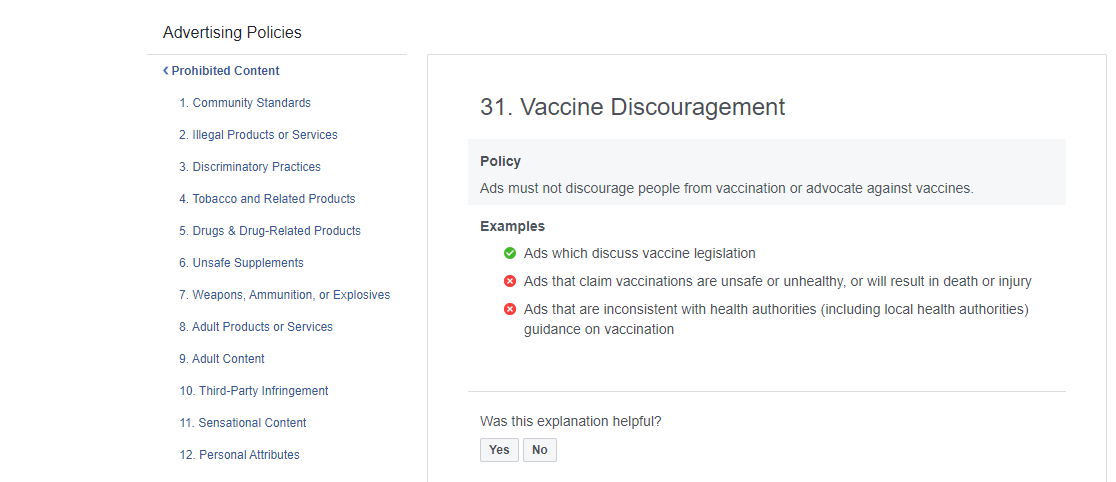 Advertising Policies
Prohibited Content
1. Community Standards
2. Illegal Products or Services
3. Discriminatory Practices
4. Tobacco and Related Products
5. Drugs & Drug-Related Products
6. Unsafe Supplements
7. Weapons, Ammunition, or Explosives
8. Adult Products or Services
9. Adult Content
10. Third-Party Infringement
11. Sensational Content
12. Personal Attributes
31. Vaccine Discouragement
Policy
Ads must not discourage people from vaccination or advocate against vaccines.
Examples
Ads which discuss vaccine legislation
Ads that claim vaccinations are unsafe or unhealthy, or will result in death or injury
Ads that are inconsistent with health authorities (including local health authorities)
guidance on vaccination
Was this explanation helpful?
Yes No